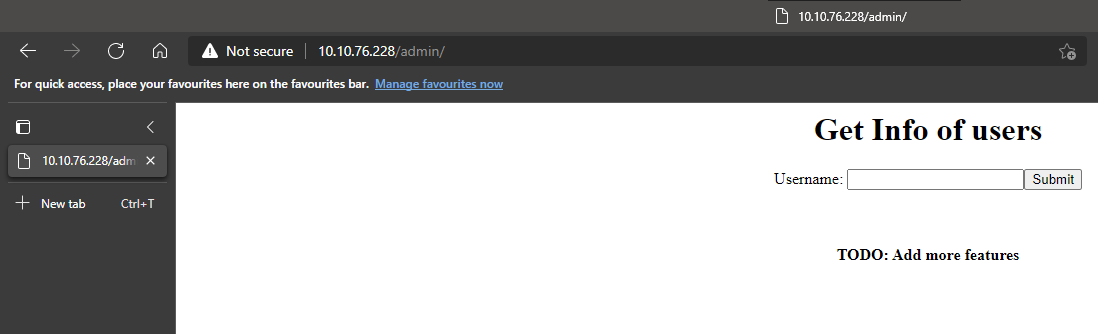 10.10.76.228/admin/
Not secure 10.10.76.228/admin/
For quick access, place your favourites here on the favourites bar. Manage favourites now
10.10.76.228/adm
New tab Ctrl+T
Get Info of users
Username: Submit
TODO: Add more features